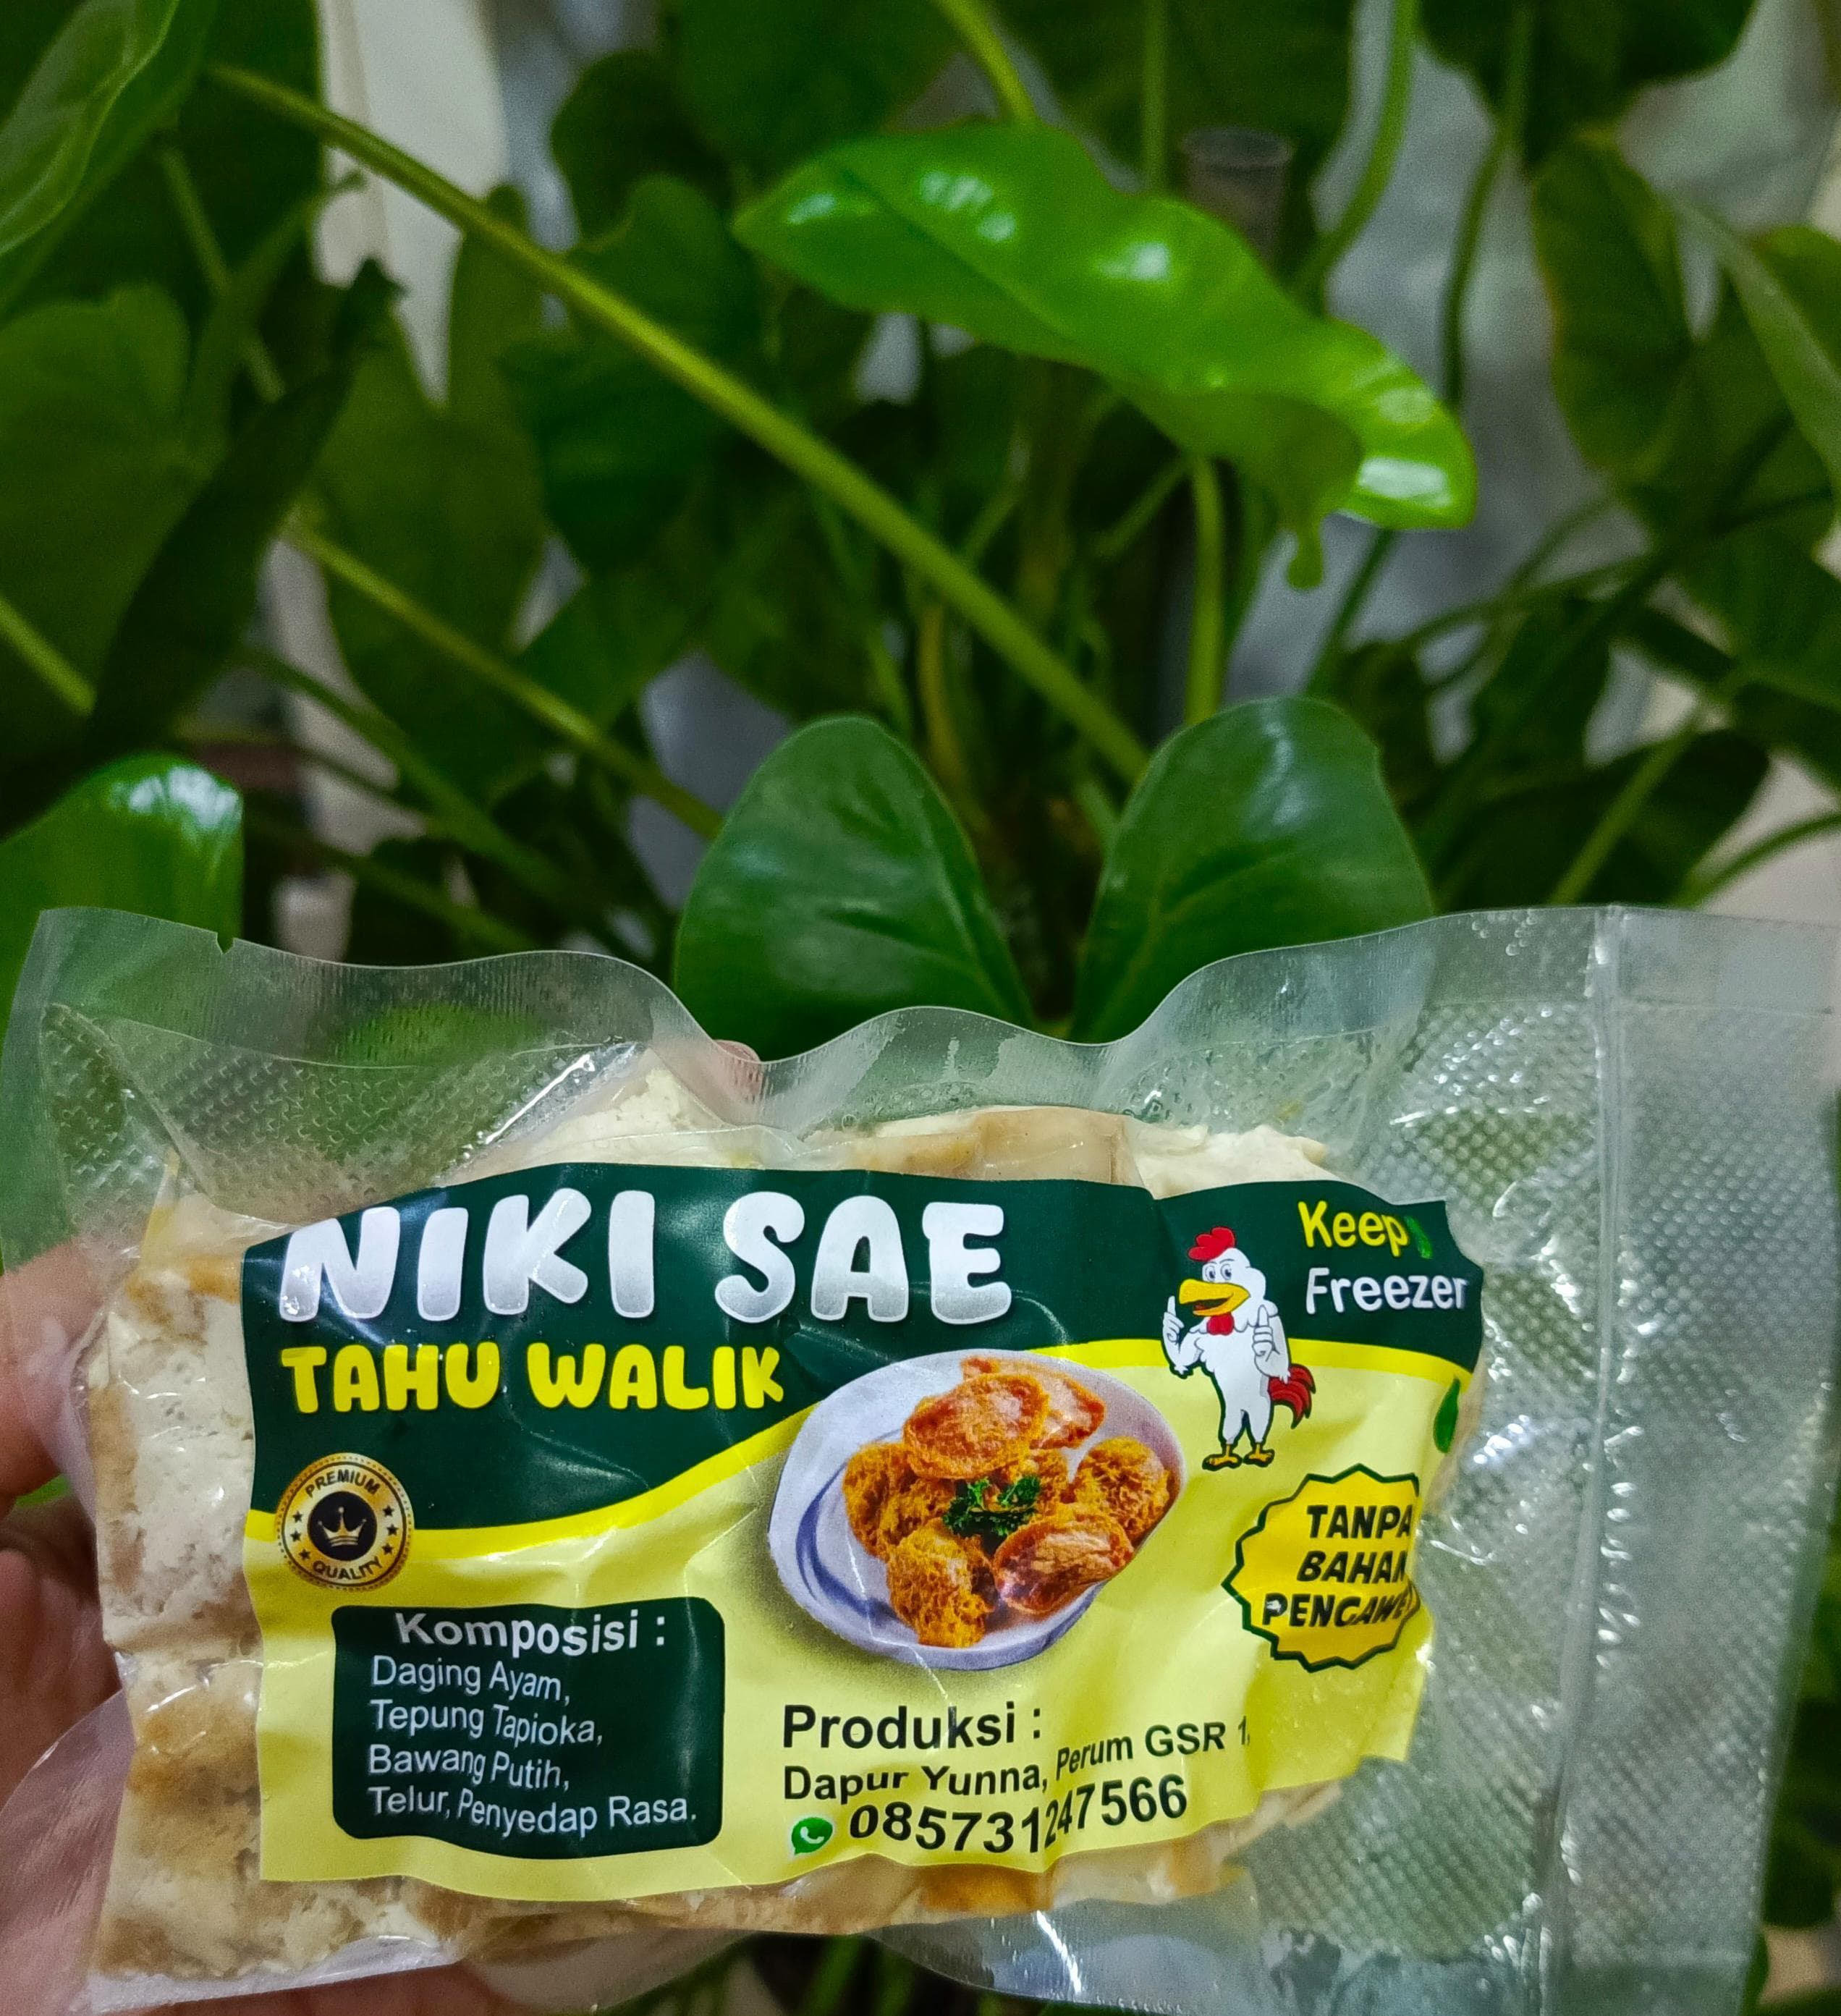 NIKI SAE
TAHU WALIK
Keep
Freezer
PREMIUM
QUALITY
TANPA
BAHAN
PENGAWE
Komposisi :
Daging Ayam,
Tepung Tapioka,
Bawang Putih,
Telur, Penyedap Rasa.
Produksi :
Dapur Yunna, Perum GSR 1,
085731247566